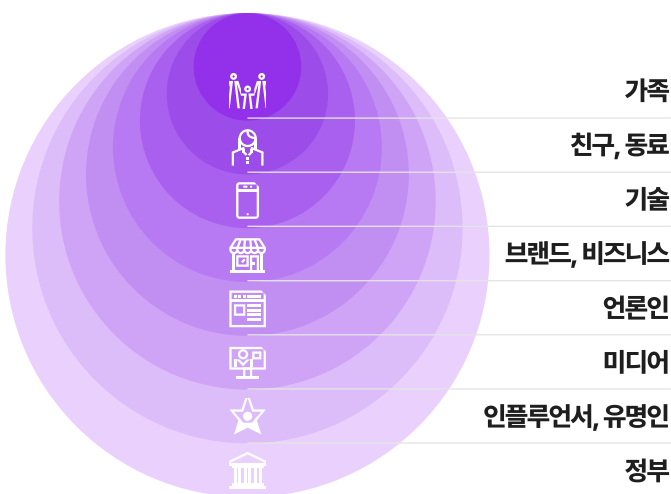 가족
친구, 동료
기술
브랜드, 비즈니스
언론인
미디어
인플루언서, 유명인
정부